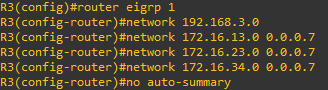 R3(config)#router eigrp 1
R3(config-router)#network 192.168.3.0
R3(config-router)#network 172.16.13.0 0.0.0.7
R3(config-router)#network 172.16.23.0 0.0.0.7
R3(config-router)#network 172.16.34.0 0.0.0.7
R3(config-router)#no auto-summary